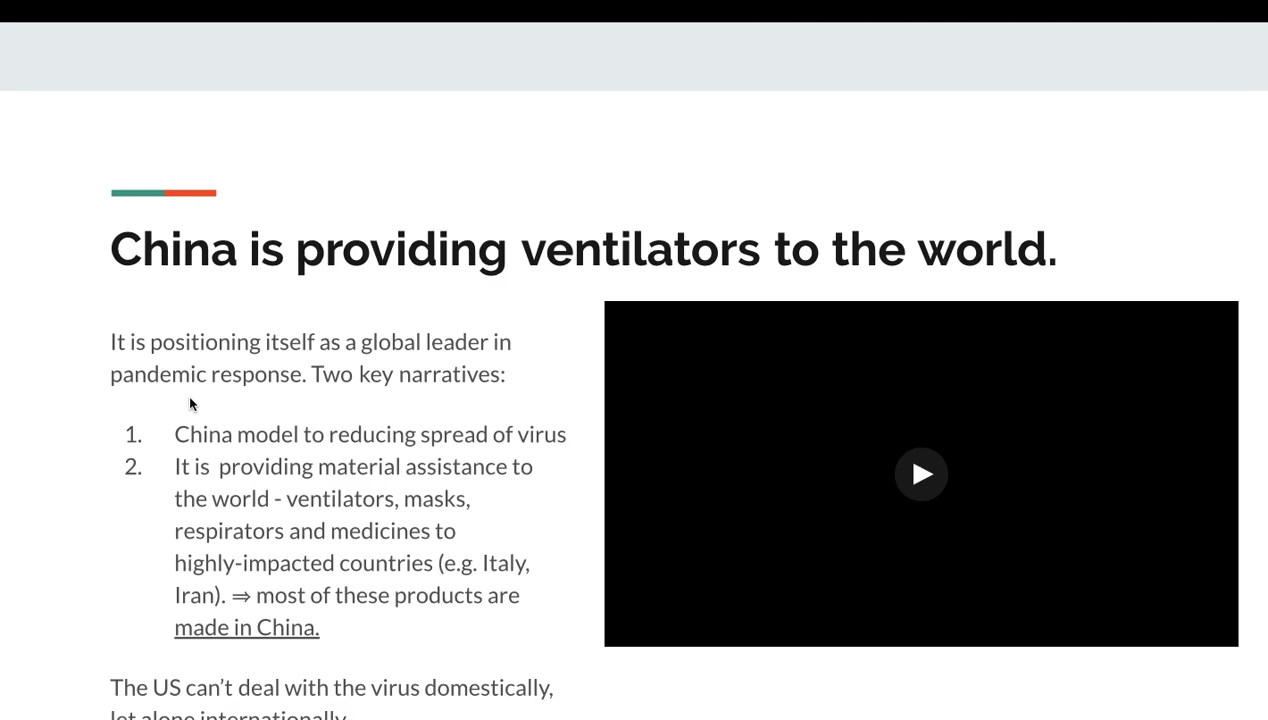 China is providing ventilators to the world.
It is positioning itself as a global leader in
pandemic response. Two key narratives:
1. China model to reducing spread of virus
2. It is  providing material assistance to
the world - ventilators, masks,
respirators and medicines to
highly-impacted countries (e.g. Italy,
Iran). ⇒ most of these products are
made in China.
The US can’t deal with the virus domestically,
let alone internationally.